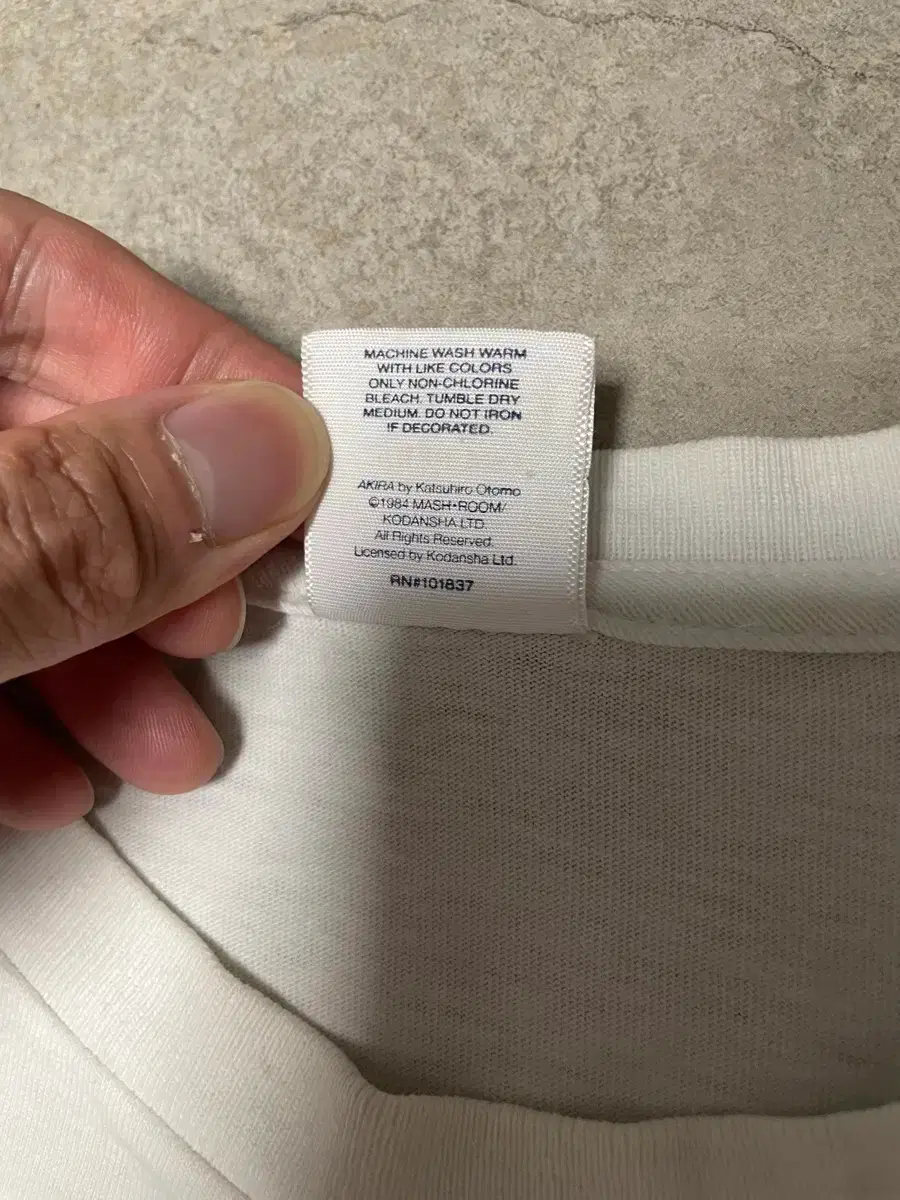 MACHINE WASH WARM
WITH LIKE COLORS
ONLY NON-CHLORINE
BLEACH. TUMBLE DRY
MEDIUM. DO NOT IRON
IF DECORATED.
AKIRA by Katsuhiro Otomo
©1984 MASH•ROOM/
KODANSHA LTD.
All Rights Reserved.
Licensed by Kodansha Ltd.
RN#101837